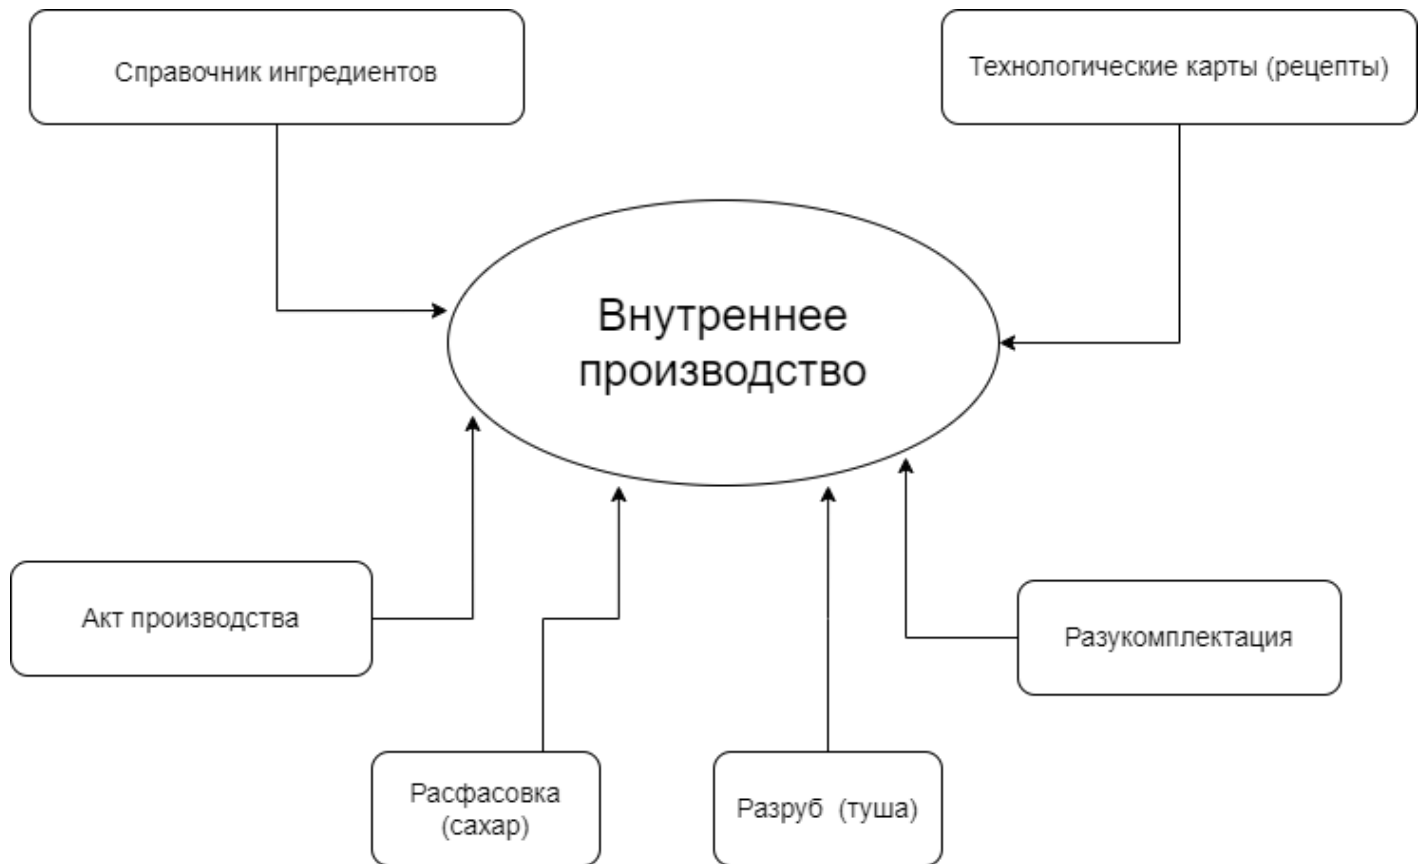 Справочник ингредиентов
Технологические карты (рецепты)
Внутреннее
производство
Акт производства
Разукомплектация
Расфасовка
(сахар)
Разруб (туша)